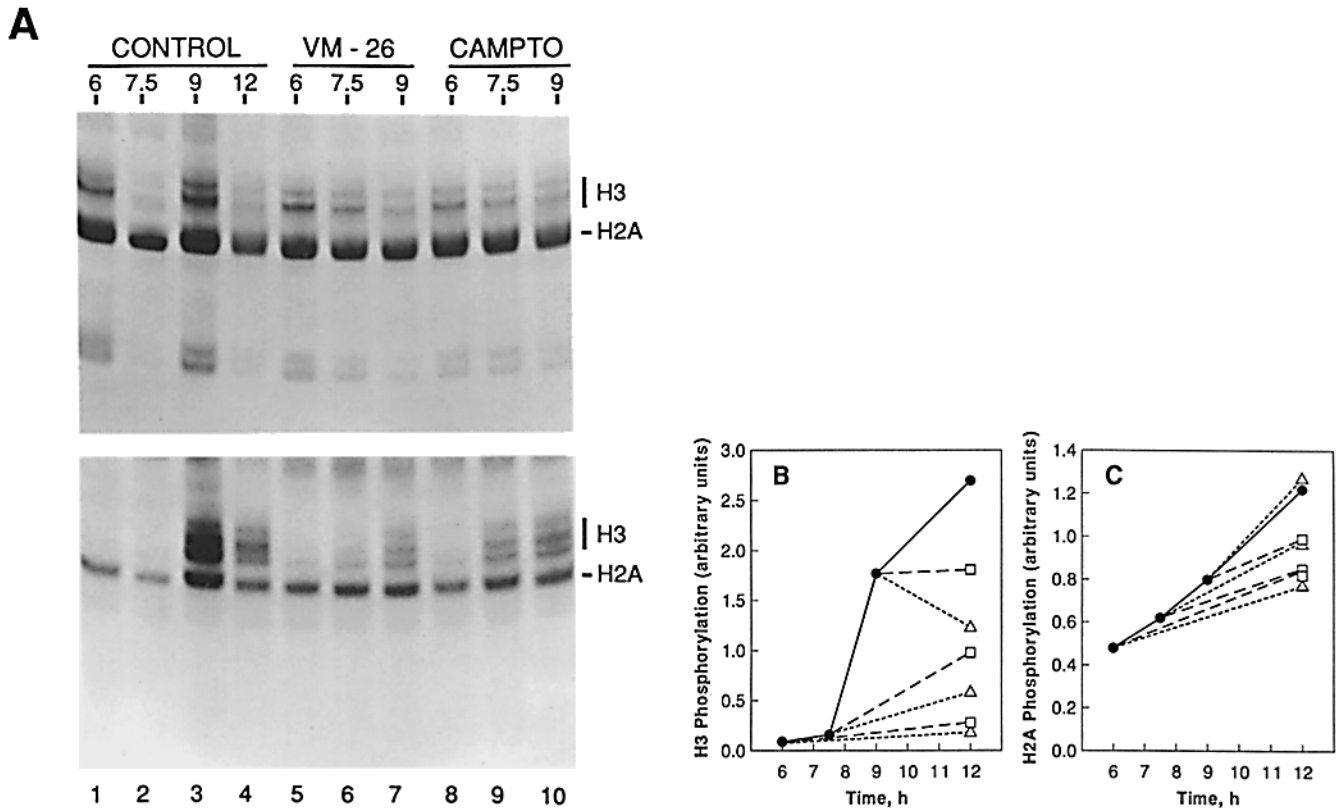 A
CONTROL VM - 26 CAMPTO
6 7.5 9 12 6 7.5 9 6 7.5 9
H3
H2A
H3
H2A
1 2 3 4 5 6 7 8 9 10
B
H3 Phosphorylation (arbitrary units)
3.0
2.5
2.0
1.5
1.0
0.5
0.0
6 7 8 9 10 11 12
Time, h
C
H2A Phosphorylation (arbitrary units)
1.4
1.2
1.0
0.8
0.6
0.4
0.2
0.0
6 7 8 9 10 11 12
Time, h